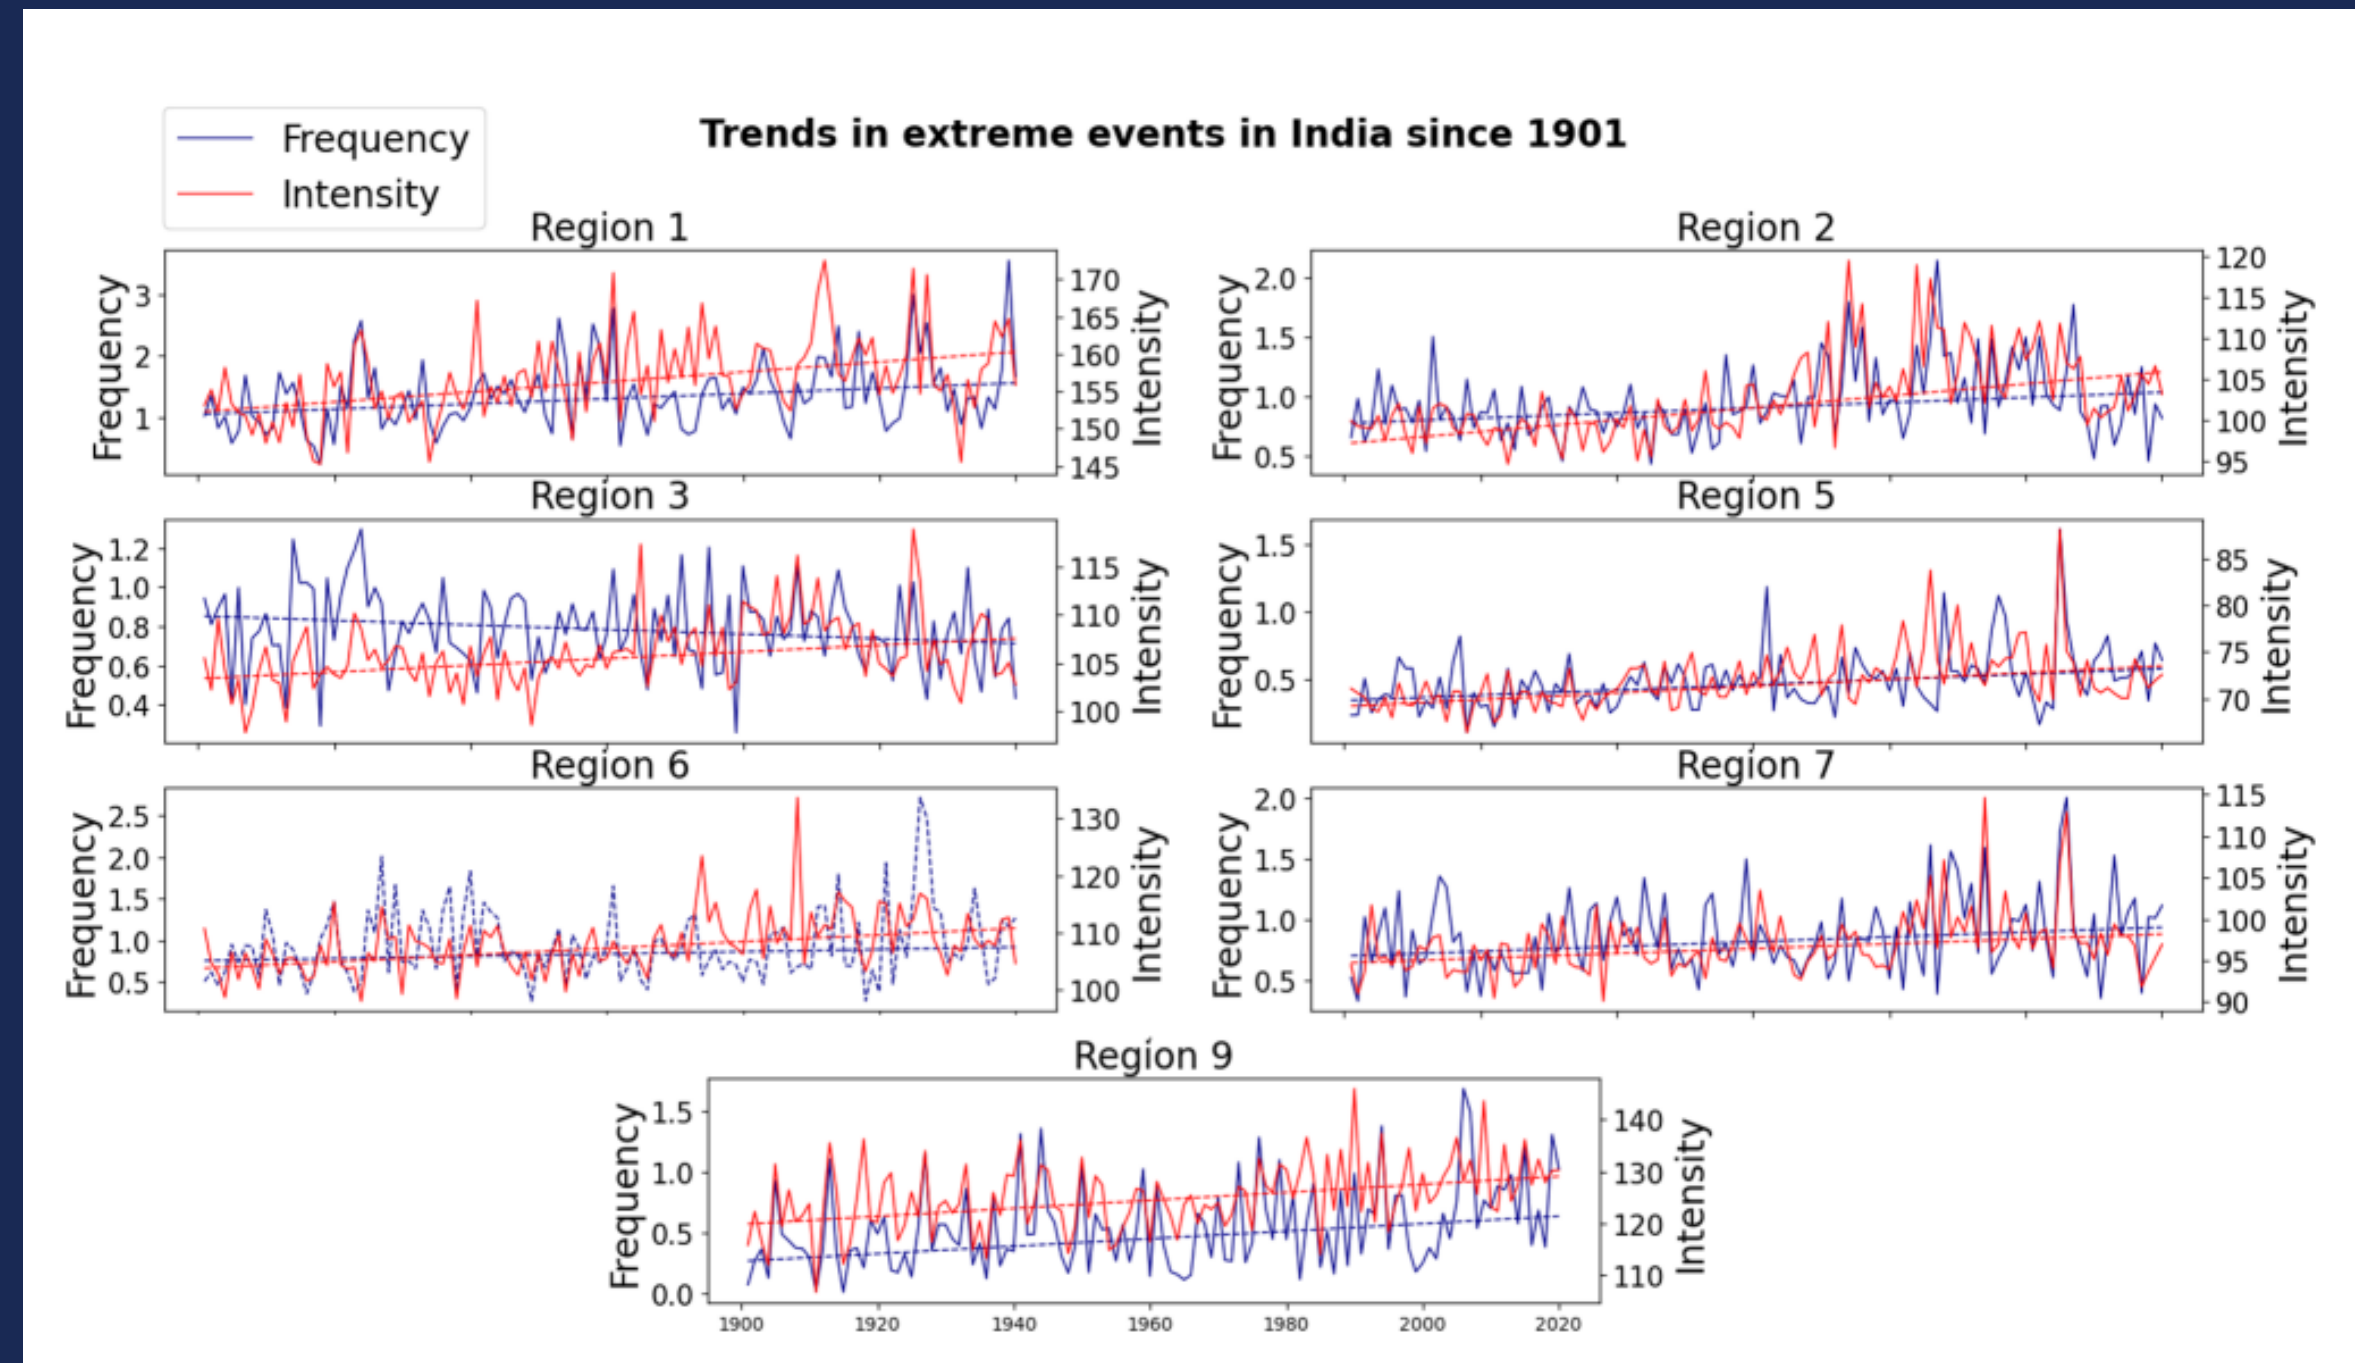 Frequency
Intensity
Trends in extreme events in India since 1901
Region 1
Frequency
3
2
1
170
165
160
155
150
145
Intensity
Region 2
Frequency
2.0
1.5
1.0
0.5
120
115
110
105
100
95
Intensity
Region 3
Frequency
1.2
1.0
0.8
0.6
0.4
115
110
105
100
Intensity
Region 5
Frequency
1.5
1.0
0.5
85
80
75
70
Intensity
Region 6
Frequency
2.5
2.0
1.5
1.0
0.5
130
120
110
100
Intensity
Region 7
Frequency
2.0
1.5
1.0
0.5
115
110
105
100
95
90
Intensity
Region 9
Frequency
1.5
1.0
0.5
0.0
140
130
120
110
Intensity
1900 1920 1940 1960 1980 2000 2020